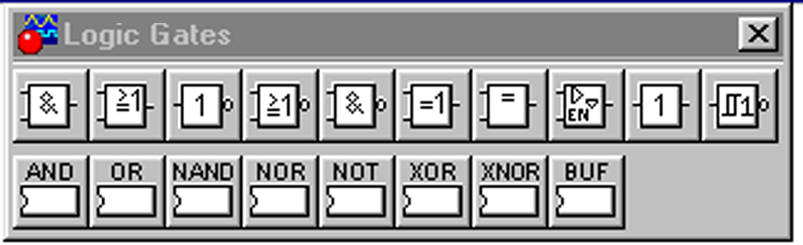 Logic Gates
& ≥1 1 ≥1 & =1 = EN 1 1
AND OR NAND NOR NOT XOR XNOR BUF